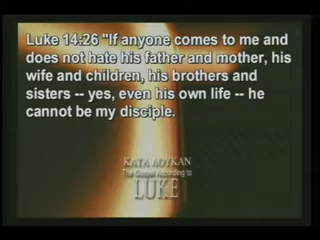 Luke 14:26 "If anyone comes to me and
does not hate his father and mother, his
wife and children, his brothers and
sisters -- yes, even his own life -- he
cannot be my disciple.
ΚΑΤΑ ΛΟΥΚΑΝ
The Gospel According to
LUKE